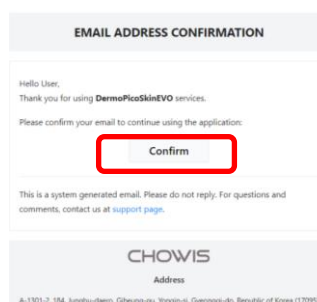 EMAIL ADDRESS CONFIRMATION
Hello User,
Thank you for using DermoPicoSkinEVO services.
Please confirm your email to continue using the application:
Confirm
This is a system generated email. Please do not reply. For questions and
comments, contact us at support page.
CHOWIS
Address
A-1301-2, 184, Jungbu-daero, Giheung-gu, Yongin-si, Gyeonggi-do, Republic of Korea (17095